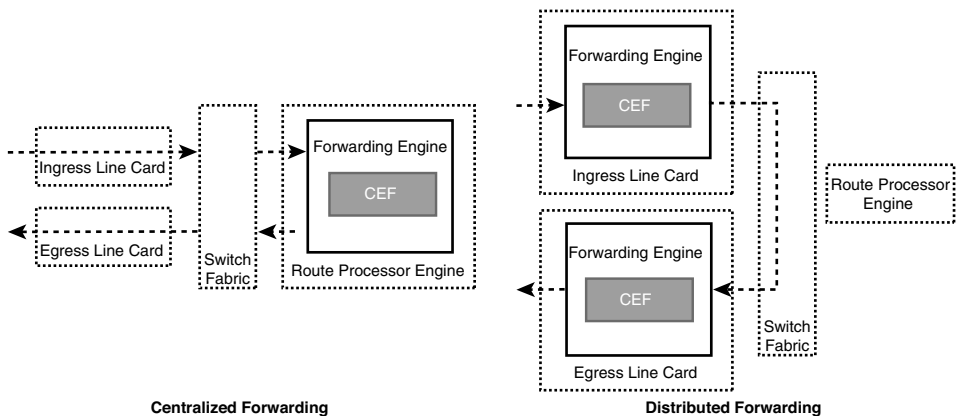 Ingress Line Card
Egress Line Card
Switch
Fabric
Forwarding Engine
CEF
Route Processor Engine
Centralized Forwarding
Forwarding Engine
CEF
Ingress Line Card
Forwarding Engine
CEF
Egress Line Card
Switch
Fabric
Route Processor
Engine
Distributed Forwarding